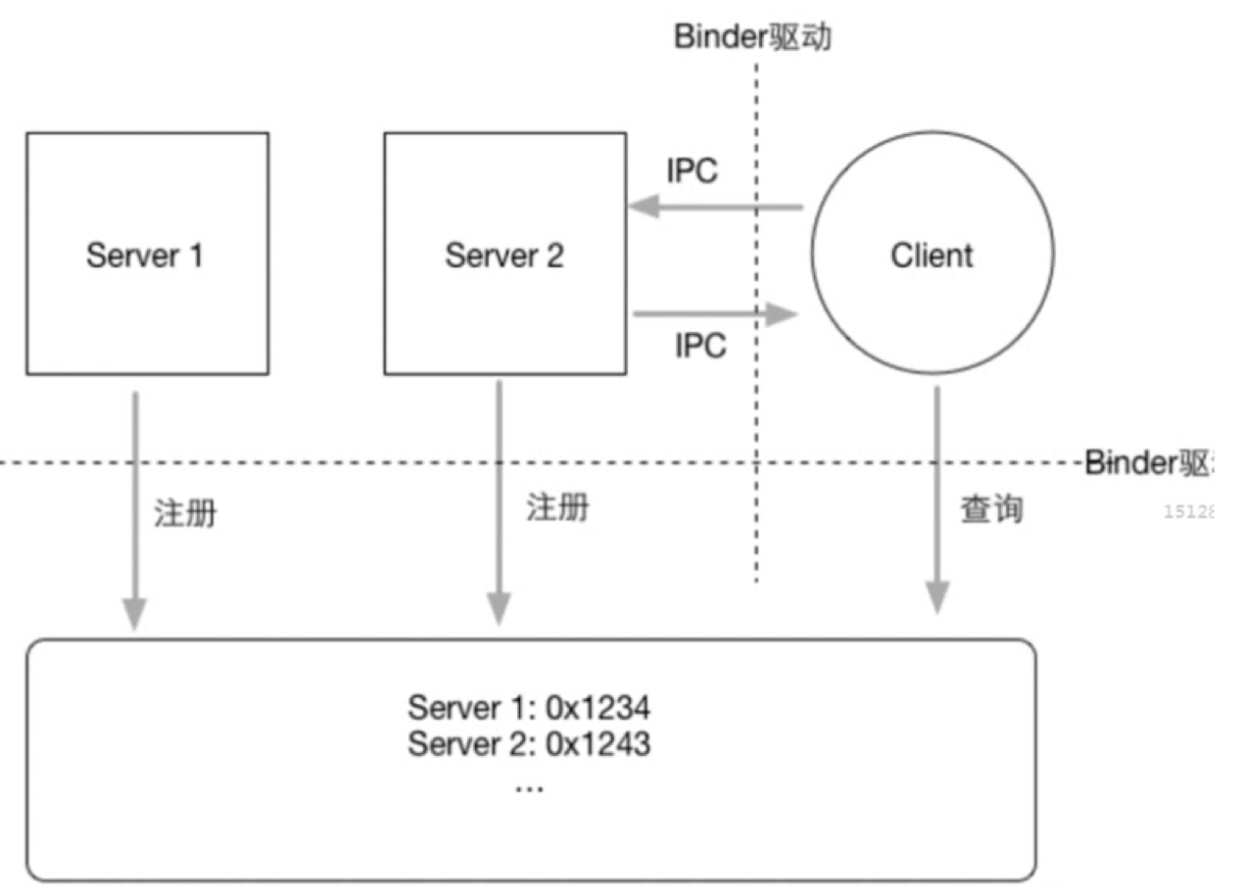 Binder驱动
IPC
Server 1
Server 2
Client
IPC
Binder驱
注册
注册
查询
15128
Server 1: 0x1234
Server 2: 0x1243
...